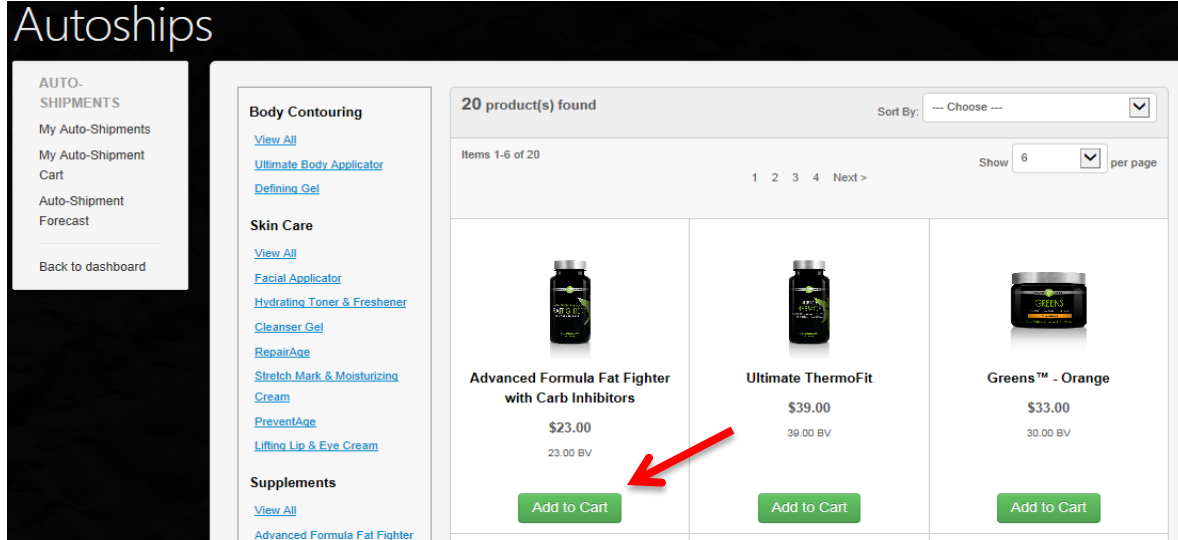 Autoships
AUTO-
SHIPMENTS
My Auto-Shipments
My Auto-Shipment
Cart
Auto-Shipment
Forecast
Back to dashboard
Body Contouring
View All
Ultimate Body Applicator
Defining Gel
Skin Care
View All
Facial Applicator
Hydrating Toner & Freshener
Cleanser Gel
RepairAge
Stretch Mark & Moisturizing
Cream
PreventAge
Lifting Lip & Eye Cream
Supplements
View All
Advanced Formula Fat Fighter
20 product(s) found
Sort By: --- Choose ---
Items 1-6 of 20
1 2 3 4 Next >
Show 6 per page
GREENS
Advanced Formula Fat Fighter
with Carb Inhibitors
$23.00
23.00 BV
Add to Cart
Ultimate ThermoFit
$39.00
39.00 BV
Add to Cart
Greens™ - Orange
$33.00
30.00 BV
Add to Cart